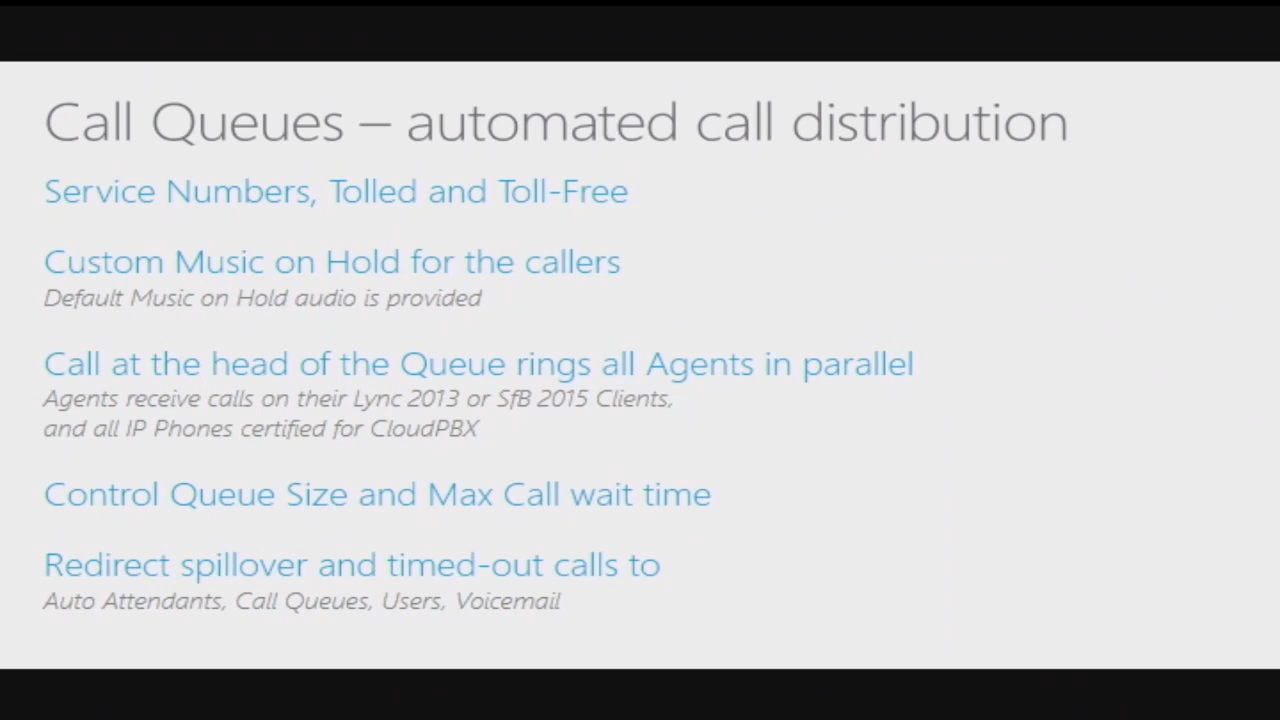 Call Queues – automated call distribution
Service Numbers, Tolled and Toll-Free
Custom Music on Hold for the callers
Default Music on Hold audio is provided
Call at the head of the Queue rings all Agents in parallel
Agents receive calls on their Lync 2013 or SfB 2015 Clients,
and all IP Phones certified for CloudPBX
Control Queue Size and Max Call wait time
Redirect spillover and timed-out calls to
Auto Attendants, Call Queues, Users, Voicemail